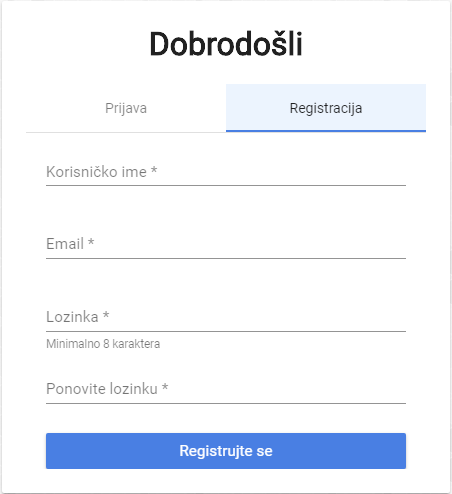 Dobrodošli
Prijava
Registracija
Korisničko ime *
Email *
Lozinka *
Minimalno 8 karaktera
Ponovite lozinku *
Registrujte se